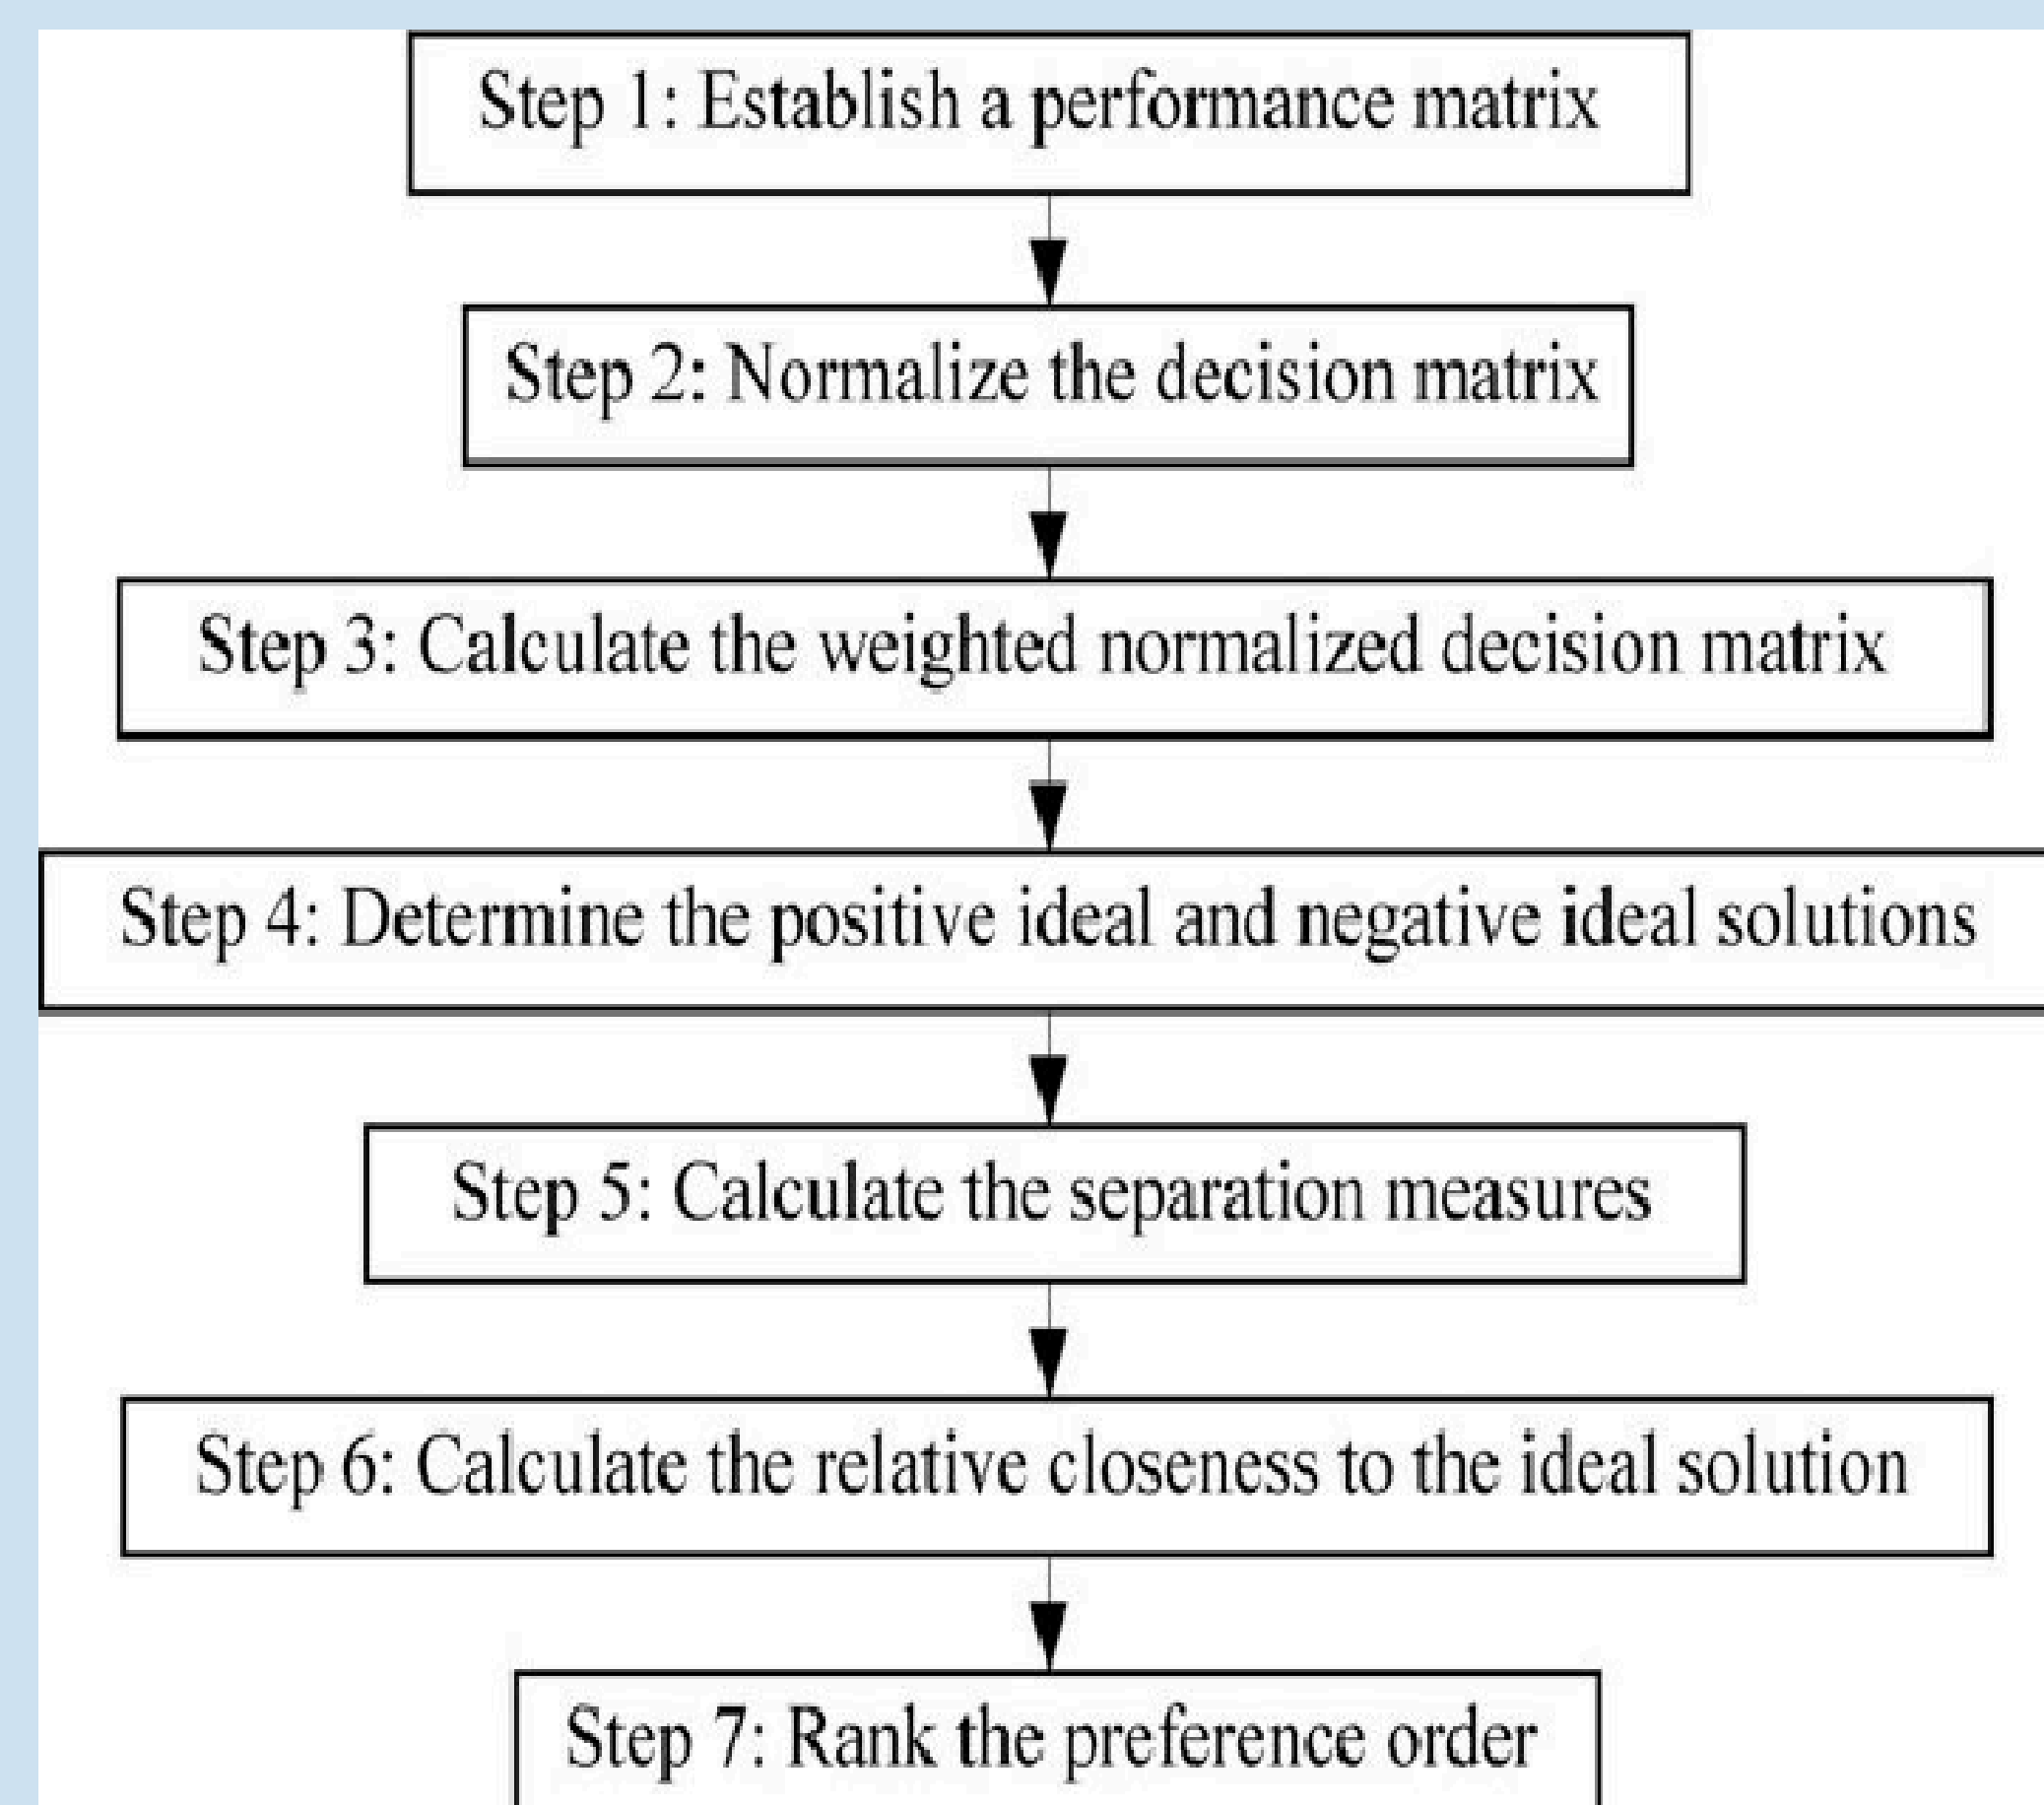 Step 1: Establish a performance matrix
Step 2: Normalize the decision matrix
Step 3: Calculate the weighted normalized decision matrix
Step 4: Determine the positive ideal and negative ideal solutions
Step 5: Calculate the separation measures
Step 6: Calculate the relative closeness to the ideal solution
Step 7: Rank the preference order